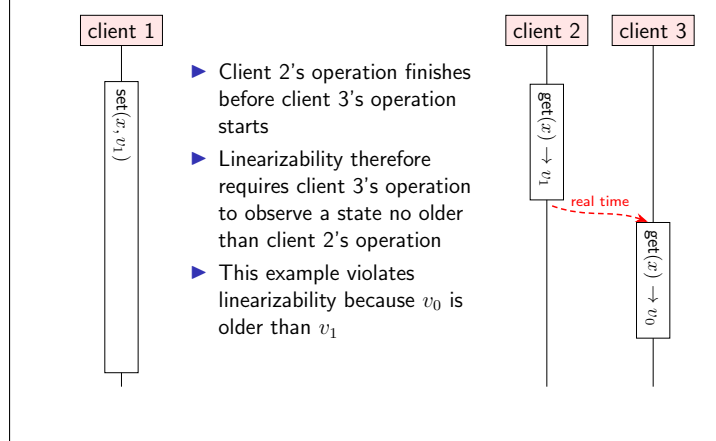 client 1
client 2
client 3
set(x, v₁)
▶ Client 2's operation finishes
before client 3's operation
starts
▶ Linearizability therefore
requires client 3's operation
to observe a state no older
than client 2's operation
▶ This example violates
linearizability because v₀ is
older than v₁
get(x) → v₁
real time
get(x) → v₀